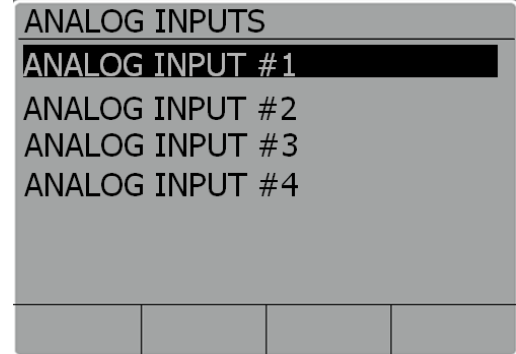 ANALOG INPUTS
ANALOG INPUT #1
ANALOG INPUT #2
ANALOG INPUT #3
ANALOG INPUT #4